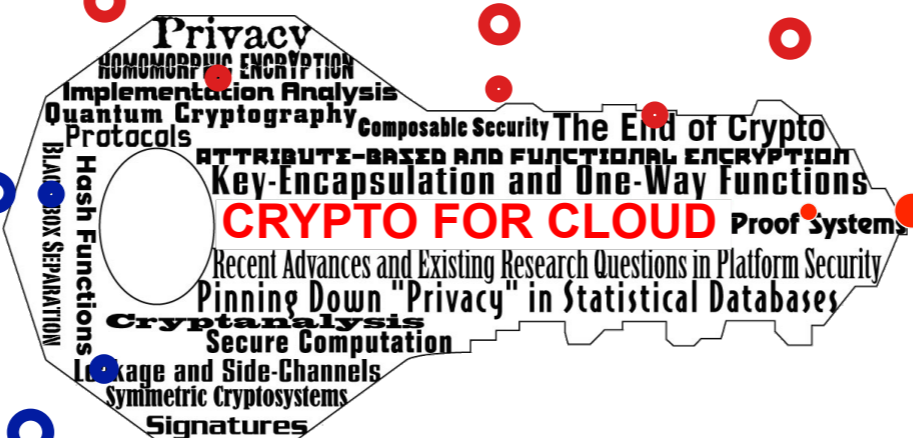 Privacy
HOMOMORPHIC ENCRYPTION
Implementation Analysis
Quantum Cryptography
Composable Security
The End of Crypto
Protocols
ATTRIBUTE-BASED AND FUNCTIONAL ENCRYPTION
Key-Encapsulation and One-Way Functions
CRYPTO FOR CLOUD
Proof Systems
BLACK BOX SEPARATION
Hash Functions
Recent Advances and Existing Research Questions in Platform Security
Pinning Down "Privacy" in Statistical Databases
Cryptanalysis
Secure Computation
Leakage and Side-Channels
Symmetric Cryptosystems
Signatures